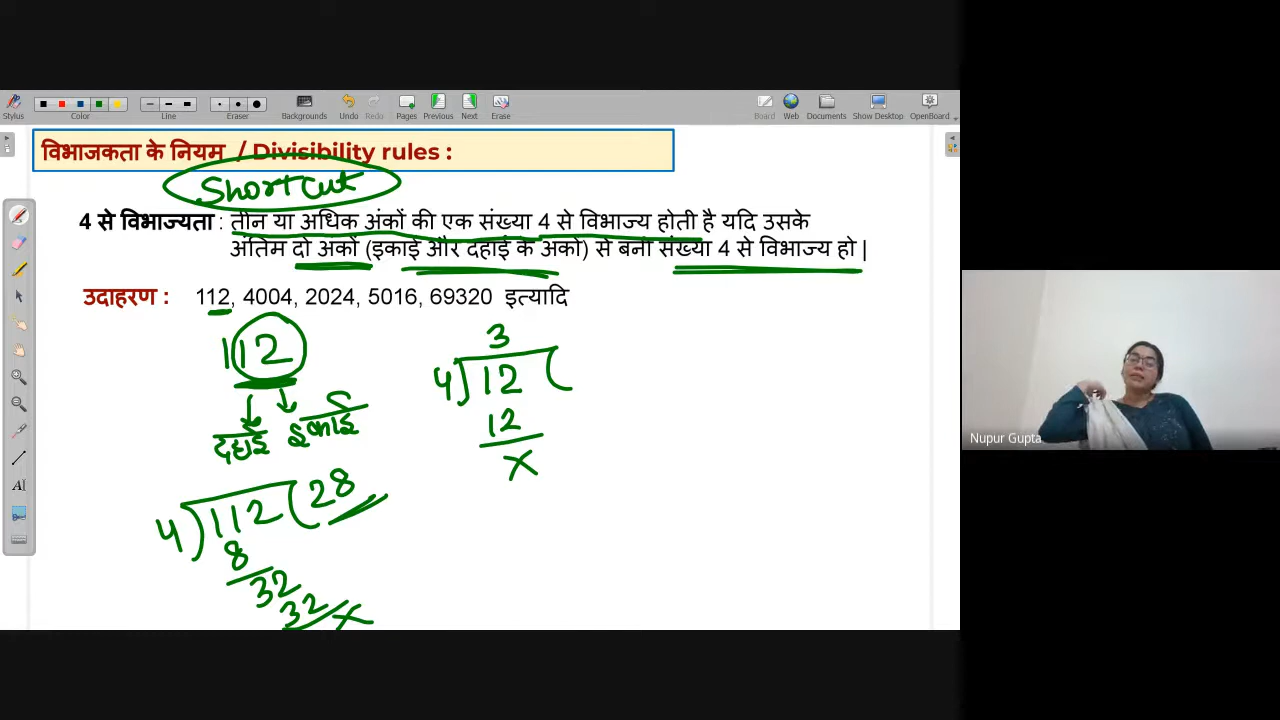 Color Line Eraser Backgrounds Undo Redo Pages Previous Next Erase Board Web Documents Show Desktop OpenBoard
Stylus
विभाजकता के नियम / Divisibility rules :
Shortcut
4 से विभाज्यता : तीन या अधिक अंकों की एक संख्या 4 से विभाज्य होती है यदि उसके
अंतिम दो अंकों (इकाई और दहाई के अंको) से बनी संख्या 4 से विभाज्य हो |
उदाहरण : 112, 4004, 2024, 5016, 69320 इत्यादि
112
दहाई इकाई
3
4)12(
12
x
4)112(28
8
32
32
x
Nupur Gupta